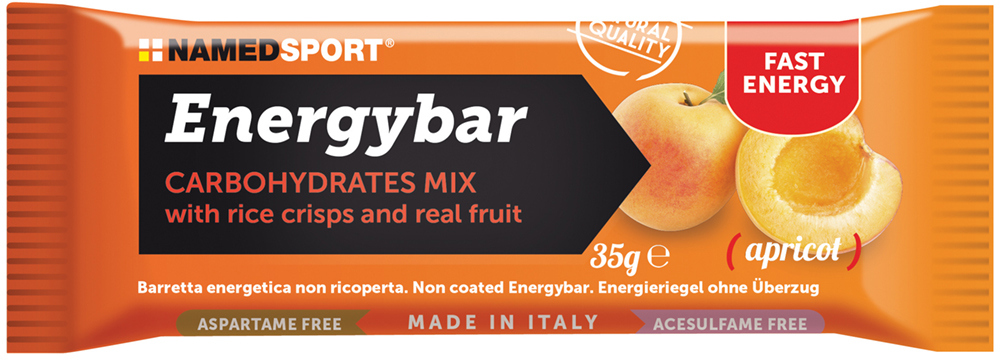 NAMEDSPORT®
QUALITY
FAST
ENERGY
Energybar
CARBOHYDRATES MIX
with rice crisps and real fruit
35g ℮
(apricot)
Barretta energetica non ricoperta. Non coated Energybar. Energieriegel ohne Überzug
ASPARTAME FREE
MADE IN ITALY
ACESULFAME FREE